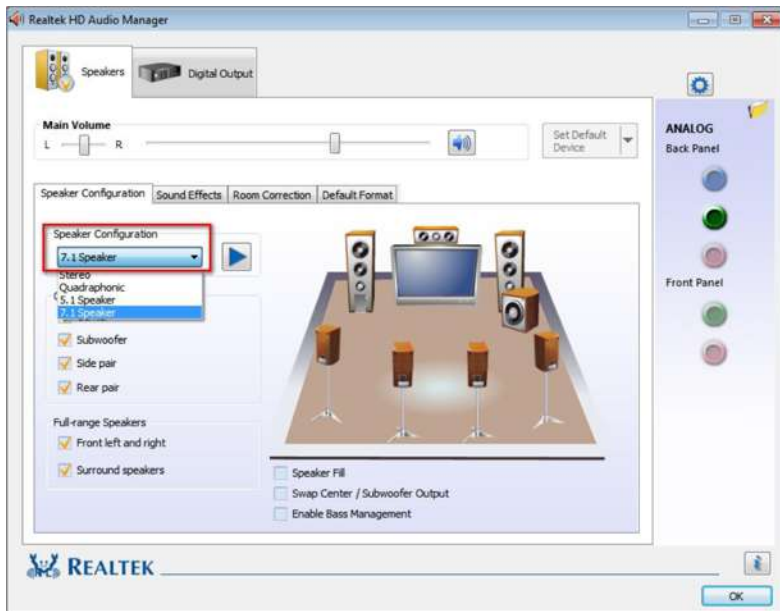 Realtek HD Audio Manager
Speakers
Digital Output
Main Volume
L
R
Set Default
Device
Speaker Configuration
Sound Effects
Room Correction
Default Format
Speaker Configuration
7.1 Speaker
Stereo
Quadraphonic
5.1 Speaker
7.1 Speaker
Subwoofer
Side pair
Rear pair
Full-range Speakers
Front left and right
Surround speakers
Speaker Fill
Swap Center / Subwoofer Output
Enable Bass Management
ANALOG
Back Panel
Front Panel
REALTEK
OK